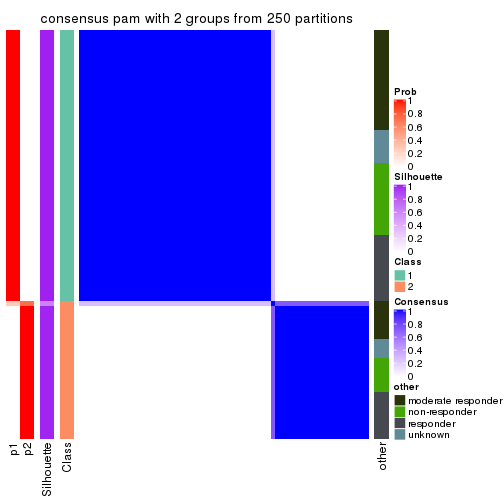 consensus pam with 2 groups from 250 partitions
Prob
1
0.8
0.6
0.4
0.2
0
Silhouette
1
0.8
0.6
0.4
0.2
0
Class
1
2
Consensus
1
0.8
0.6
0.4
0.2
0
other
moderate responder
non-responder
responder
unknown
p1
p2
Silhouette
Class
other